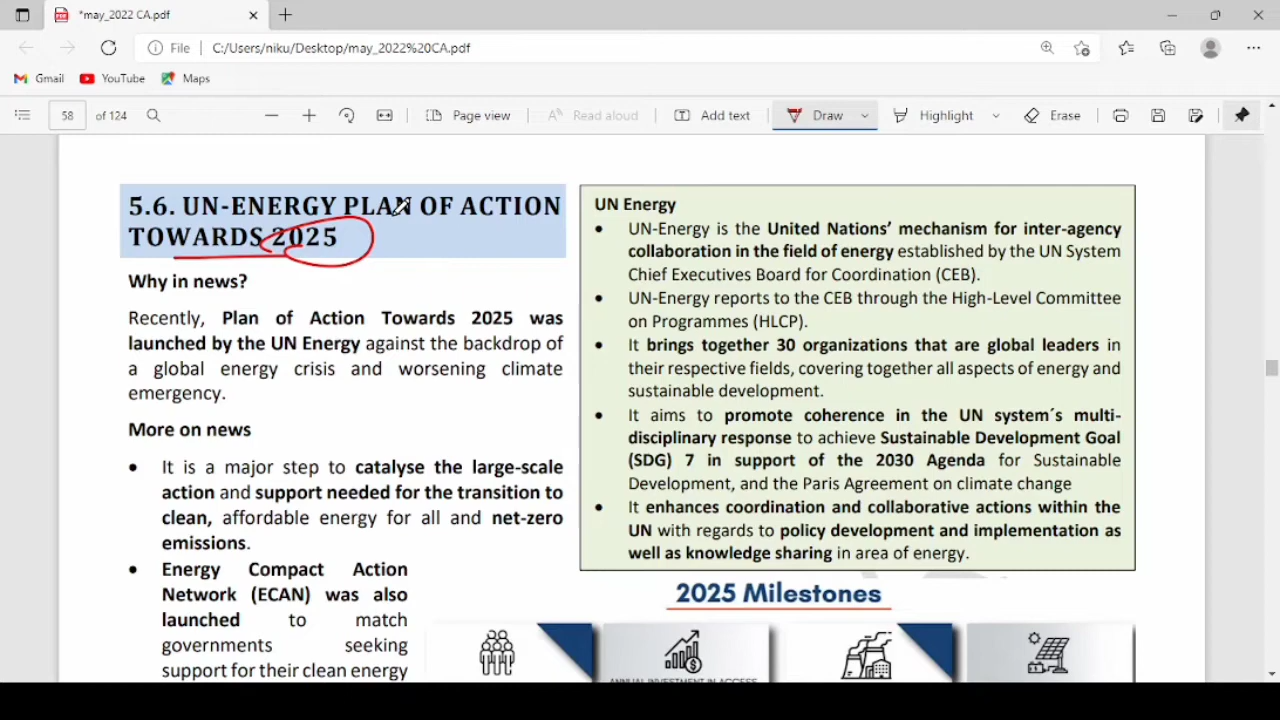 *may_2022 CA.pdf
File C:/Users/niku/Desktop/may_2022%20CA.pdf
Gmail YouTube Maps
58 of 124 Page view Read aloud Add text Draw Highlight Erase
5.6. UN-ENERGY PLAN OF ACTION
TOWARDS 2025
Why in news?
Recently, Plan of Action Towards 2025 was
launched by the UN Energy against the backdrop of
a global energy crisis and worsening climate
emergency.
More on news
• It is a major step to catalyse the large-scale
action and support needed for the transition to
clean, affordable energy for all and net-zero
emissions.
• Energy Compact Action
Network (ECAN) was also
launched to match
governments seeking
support for their clean energy
UN Energy
• UN-Energy is the United Nations’ mechanism for inter-agency
collaboration in the field of energy established by the UN System
Chief Executives Board for Coordination (CEB).
• UN-Energy reports to the CEB through the High-Level Committee
on Programmes (HLCP).
• It brings together 30 organizations that are global leaders in
their respective fields, covering together all aspects of energy and
sustainable development.
• It aims to promote coherence in the UN system´s multi-
disciplinary response to achieve Sustainable Development Goal
(SDG) 7 in support of the 2030 Agenda for Sustainable
Development, and the Paris Agreement on climate change
• It enhances coordination and collaborative actions within the
UN with regards to policy development and implementation as
well as knowledge sharing in area of energy.
2025 Milestones
ANNUAL INVESTMENT IN ACCESS